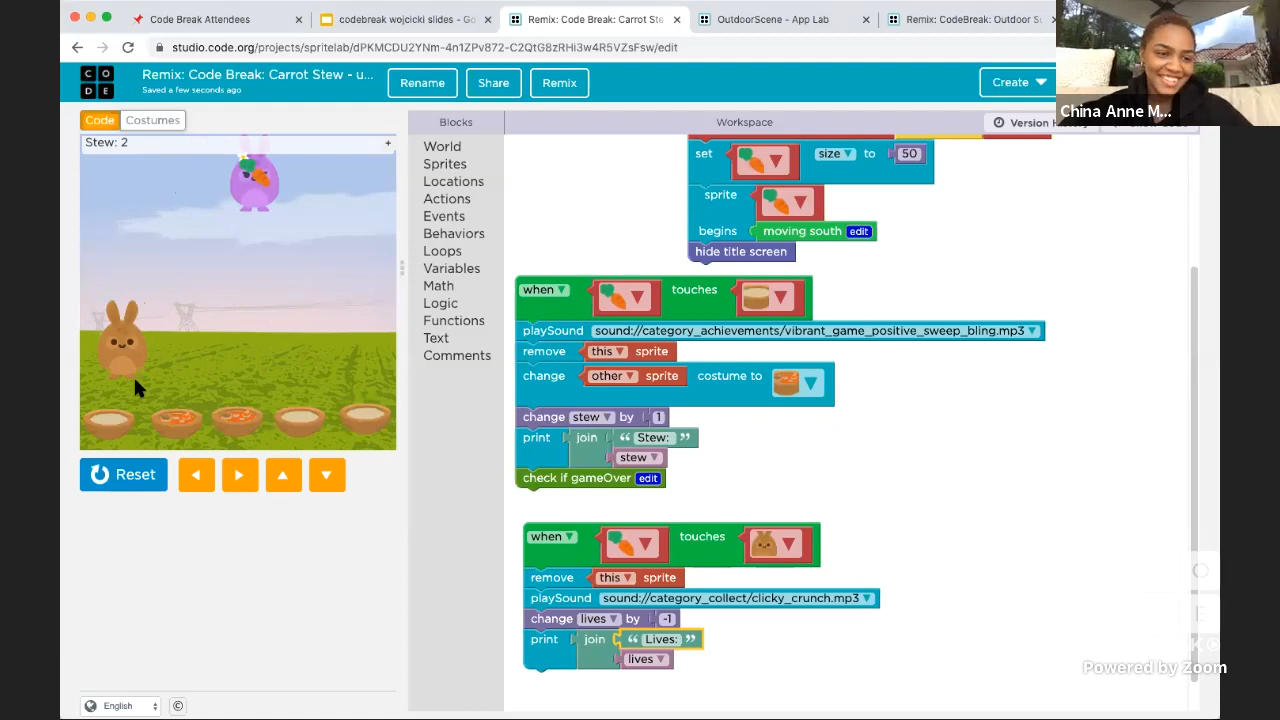 Code Break Attendees
codebreak wojcicki slides - Go
Remix: Code Break: Carrot Ste
OutdoorScene - App Lab
Remix: CodeBreak: Outdoor Su
studio.code.org/projects/spritelab/dPKMCDU2YNm-4n1ZPv872-C2QtG8zRHi3w4R5VZsFsw/edit
C O
D E
Remix: Code Break: Carrot Stew - u...
Saved a few seconds ago
Rename
Share
Remix
Create
China Anne M...
Code
Costumes
Blocks
Workspace
Version
Stew: 2
World
Sprites
Locations
Actions
Events
Behaviors
Loops
Variables
Math
Logic
Functions
Text
Comments
set size to 50
sprite
begins moving south edit
hide title screen
when touches
playSound sound://category_achievements/vibrant_game_positive_sweep_bling.mp3
remove this sprite
change other sprite costume to
change stew by 1
print join “ Stew: ”
stew
check if gameOver edit
when touches
remove this sprite
playSound sound://category_collect/clicky_crunch.mp3
change lives by -1
print join “ Lives: ”
lives
Reset
English
©
Powered by Zoom